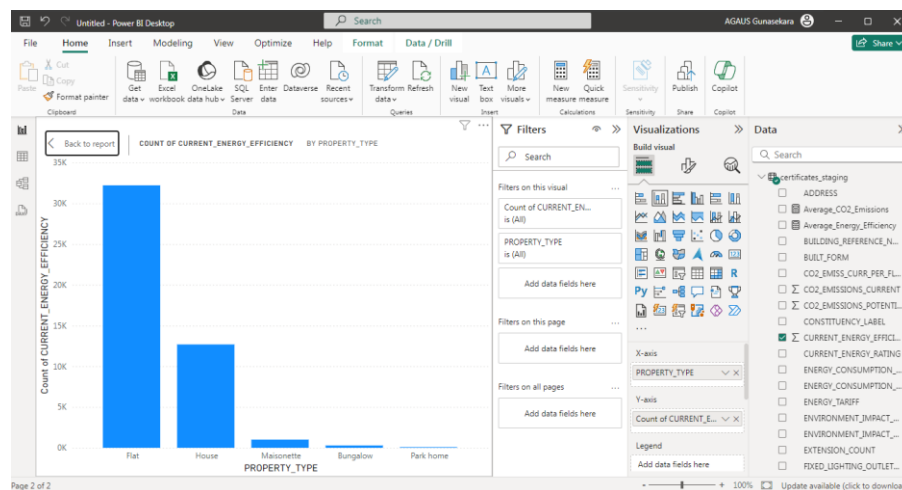 Untitled - Power BI Desktop
Search
AGAUS Gunasekara
File Home Insert Modeling View Optimize Help Format Data / Drill
Share
Paste
Cut
Copy
Format painter
Clipboard
Get data
Excel workbook
OneLake data hub
SQL Server
Enter data
Dataverse
Recent sources
Data
Transform data
Refresh
Queries
New visual
Text box
More visuals
Insert
New measure
Quick measure
Calculations
Sensitivity
Sensitivity
Publish
Share
Copilot
Copilot
Back to report
COUNT OF CURRENT_ENERGY_EFFICIENCY BY PROPERTY_TYPE
35K
30K
25K
20K
15K
10K
5K
0K
Count of CURRENT_ENERGY_EFFICIENCY
Flat House Maisonette Bungalow Park home
PROPERTY_TYPE
Filters
Search
Filters on this visual
Count of CURRENT_EN...
is (All)
PROPERTY_TYPE
is (All)
Add data fields here
Filters on this page
Add data fields here
Filters on all pages
Add data fields here
Visualizations
Build visual
R
Py
X-axis
PROPERTY_TYPE
Y-axis
Count of CURRENT_E...
Legend
Add data fields here
Data
Search
certificates_staging
ADDRESS
Average_CO2_Emissions
Average_Energy_Efficiency
BUILDING_REFERENCE_N...
BUILT_FORM
CO2_EMISS_CURR_PER_FL...
CO2_EMISSIONS_CURRENT
CO2_EMISSIONS_POTENTI...
CONSTITUENCY_LABEL
CURRENT_ENERGY_EFFICI...
CURRENT_ENERGY_RATING
ENERGY_CONSUMPTION_...
ENERGY_CONSUMPTION_...
ENERGY_TARIFF
ENVIRONMENT_IMPACT_...
ENVIRONMENT_IMPACT_...
EXTENSION_COUNT
FIXED_LIGHTING_OUTLET...
Page 2 of 2
100%
Update available (click to downloa